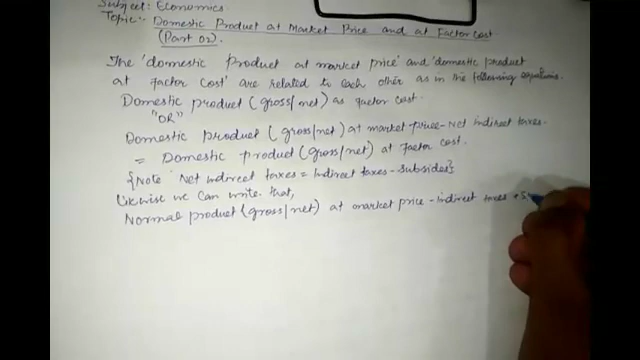 Subject: Economics
Topic:- Domestic Product at Market Price and at Factor Cost
(Part 02).
The 'domestic product at market price' and 'domestic product
at factor cost' are related to each other as in the following equations.
Domestic product (gross/net) as factor cost.
"OR"
Domestic product (gross/net) at market price - Net indirect taxes.
= Domestic product (gross/net) at factor cost.
{Note Net indirect taxes = indirect taxes - Subsidies}
Likwise we can write that,
Normal product (gross/net) at market price - indirect taxes +